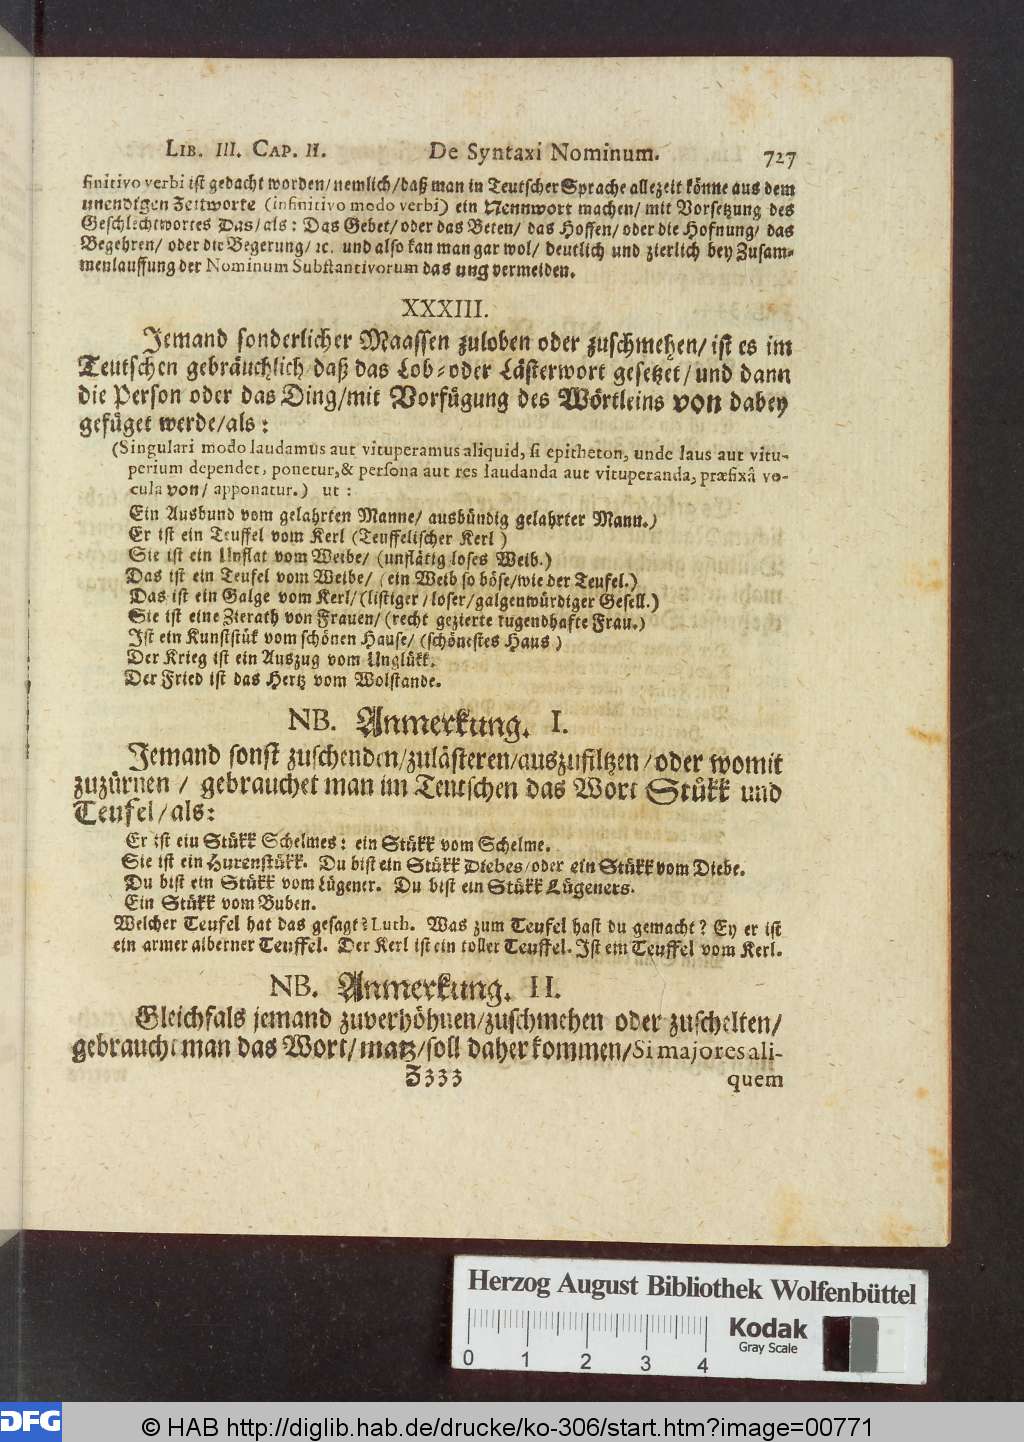 LIB. III. CAP. II. De Syntaxi Nominum. 727
finitivo verbi ist gedacht worden/ nemlich/ daß man in Teutscher Sprache allezeit könne aus dem
unendigen Zeitworte (infinitivo modo verbi) ein Nennwort machen/ mit Vorsetzung des
Geschlechtwortes Das/ als: Das Gebet/ oder das Beten/ das Hoffen/ oder die Hofnung/ das
Begehren/ oder die Begerung/ ꝛc. und also kan man gar wol/ deutlich und zierlich bey Zusam-
menlauffung der Nominum Substantivorum das ung vermeiden.
XXXIII.
Jemand sonderlicher Maassen zuloben oder zuschmehen/ ist es im
Teutschen gebräuchlich/ daß das Lob- oder Lästerwort gesetzet/ und dann
die Person oder das Ding/ mit Vorfügung des Wörtleins von dabey
gefüget werde/ als:
(Singulari modo laudamus aut vituperamus aliquid, si epitheton, unde laus aut vitu-
perium dependet, ponetur, & persona aut res laudanda aut vituperanda, præfixâ vo-
cula von/ apponatur.) ut:
Ein Ausbund vom gelahrten Manne/ ausbündig gelahrter Mann.)
Er ist ein Teuffel vom Kerl (Teuffelischer Kerl)
Sie ist ein Unflat vom Weibe/ (unflätig loses Weib.)
Das ist ein Teufel vom Weibe/ (ein Weib so böse/ wie der Teufel.)
Das ist ein Galge vom Kerl/ (listiger/ loser/ galgenwürdiger Gesell.)
Sie ist eine Zierath von Frauen/ (recht gezierte tugendhafte Frau.)
Ist ein Kunststük vom schönen Hause/ (schönestes Haus)
Der Krieg ist ein Auszug vom Unglükk.
Der Fried ist das Hertz vom Wolstande.
NB. Anmerkung. I.
Jemand sonst zuschenden/ zulästeren/ auszufiltzen/ oder womit
zuzürnen/ gebrauchet man im Teutschen das Wort Stükk und
Teufel/ als:
Er ist ein Stükk Schelmes: ein Stükk vom Schelme.
Sie ist ein Hurenstükk. Du bist ein Stükk Diebes/ oder ein Stükk vom Diebe.
Du bist ein Stükk vom Lügener. Du bist ein Stükk Lügeners.
Ein Stükk vom Buben.
Welcher Teufel hat das gesagt? Luth. Was zum Teufel hast du gemacht? Ey er ist
ein armer alberner Teuffel. Der Kerl ist ein toller Teuffel. Ist ein Teuffel vom Kerl.
NB. Anmerkung. II.
Gleichfals jemand zuverhöhnen/ zuschmehen oder zuschelten/
gebraucht man das Wort/ matz/ soll daher kommen/ Si majores ali-
Zzzz quem
Herzog August Bibliothek Wolfenbüttel
0 1 2 3 4
Kodak
Gray Scale
DFG © HAB http://diglib.hab.de/drucke/ko-306/start.htm?image=00771